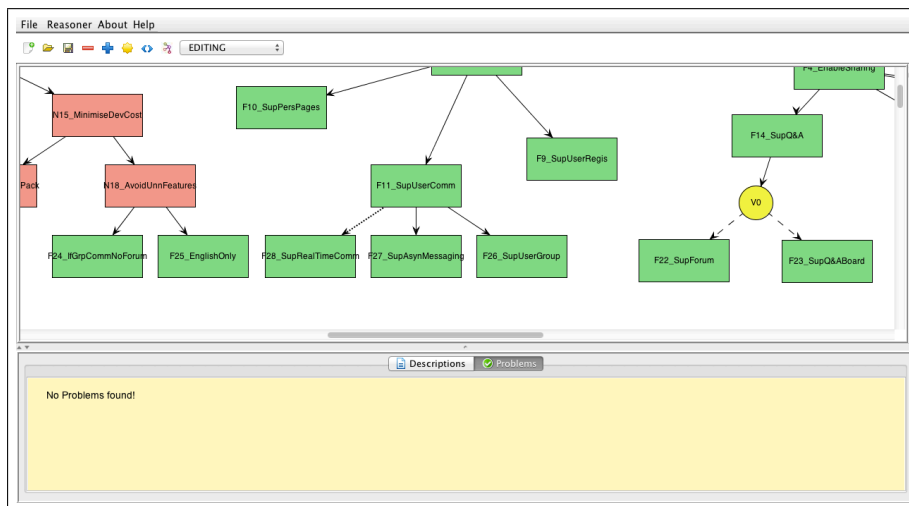 File Reasoner About Help
EDITING
F4_EnableSharing
N15_MinimiseDevCost
F10_SupPersPages
F14_SupQ&A
F9_SupUserRegis
Pack
N18_AvoidUnnFeatures
F11_SupUserComm
V0
F24_IfGrpCommNoForum
F25_EnglishOnly
F28_SupRealTimeComm
F27_SupAsynMessaging
F26_SupUserGroup
F22_SupForum
F23_SupQ&ABoard
Descriptions
Problems
No Problems found!